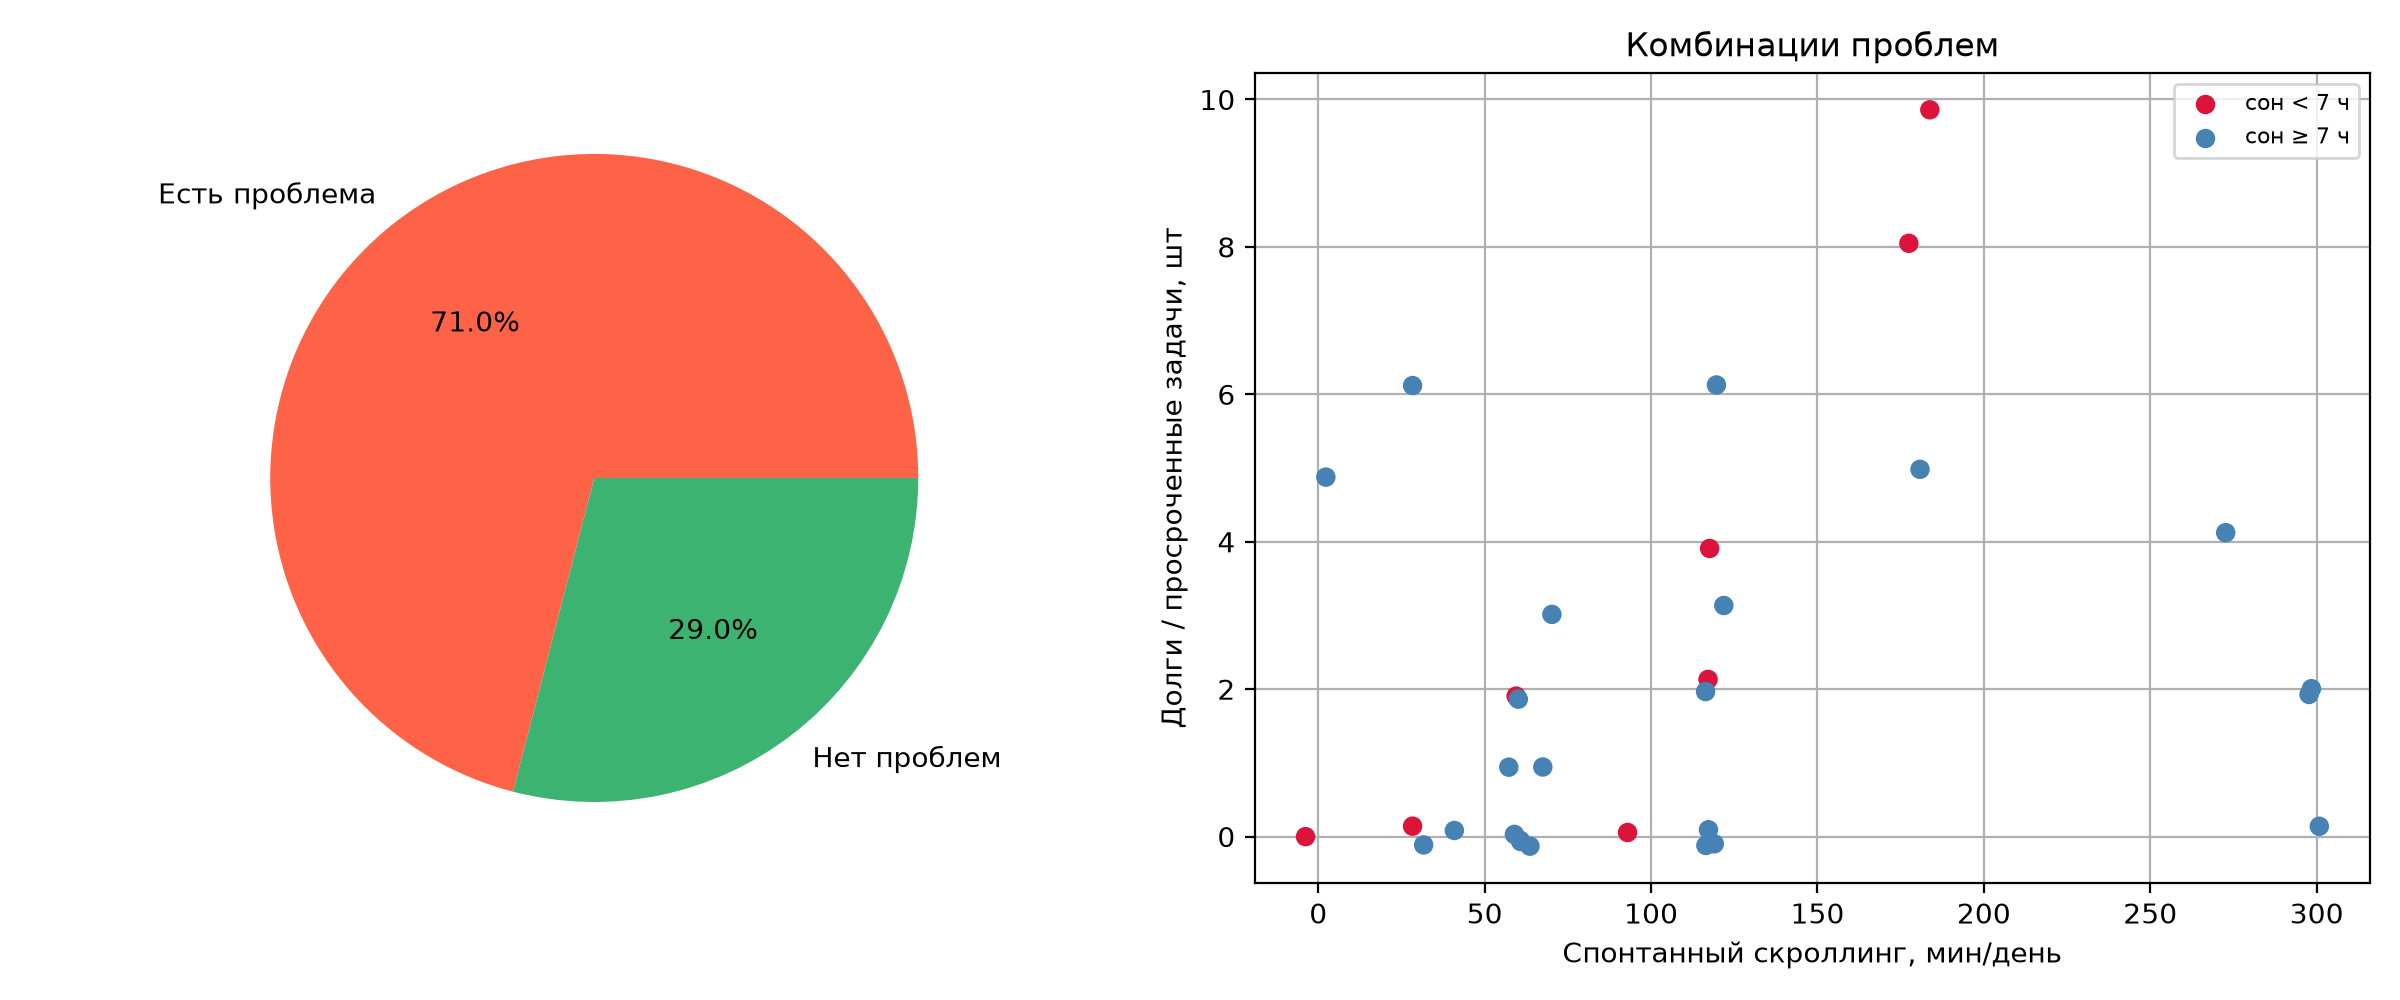 Есть проблема
71.0%
29.0%
Нет проблем
Комбинации проблем
Долги / просроченные задачи, шт
10
8
6
4
2
0
сон < 7 ч
сон ≥ 7 ч
0 50 100 150 200 250 300
Спонтанный скроллинг, мин/день